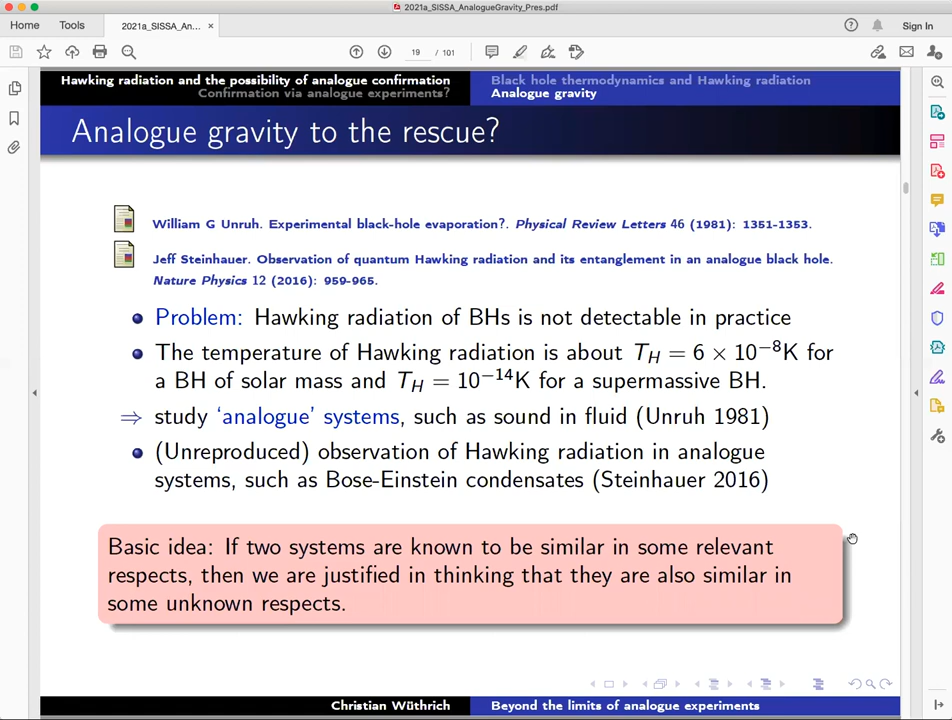 2021a_SISSA_AnalogueGravity_Pres.pdf
Home Tools 2021a_SISSA_An... × Sign In
19 / 101
Hawking radiation and the possibility of analogue confirmation Black hole thermodynamics and Hawking radiation
Confirmation via analogue experiments? Analogue gravity
Analogue gravity to the rescue?
William G Unruh. Experimental black-hole evaporation?. Physical Review Letters 46 (1981): 1351-1353.
Jeff Steinhauer. Observation of quantum Hawking radiation and its entanglement in an analogue black hole.
Nature Physics 12 (2016): 959-965.
• Problem: Hawking radiation of BHs is not detectable in practice
• The temperature of Hawking radiation is about T_H = 6 × 10⁻⁸K for
a BH of solar mass and T_H = 10⁻¹⁴K for a supermassive BH.
⇒ study ‘analogue’ systems, such as sound in fluid (Unruh 1981)
• (Unreproduced) observation of Hawking radiation in analogue
systems, such as Bose-Einstein condensates (Steinhauer 2016)
Basic idea: If two systems are known to be similar in some relevant
respects, then we are justified in thinking that they are also similar in
some unknown respects.
Christian Wüthrich Beyond the limits of analogue experiments